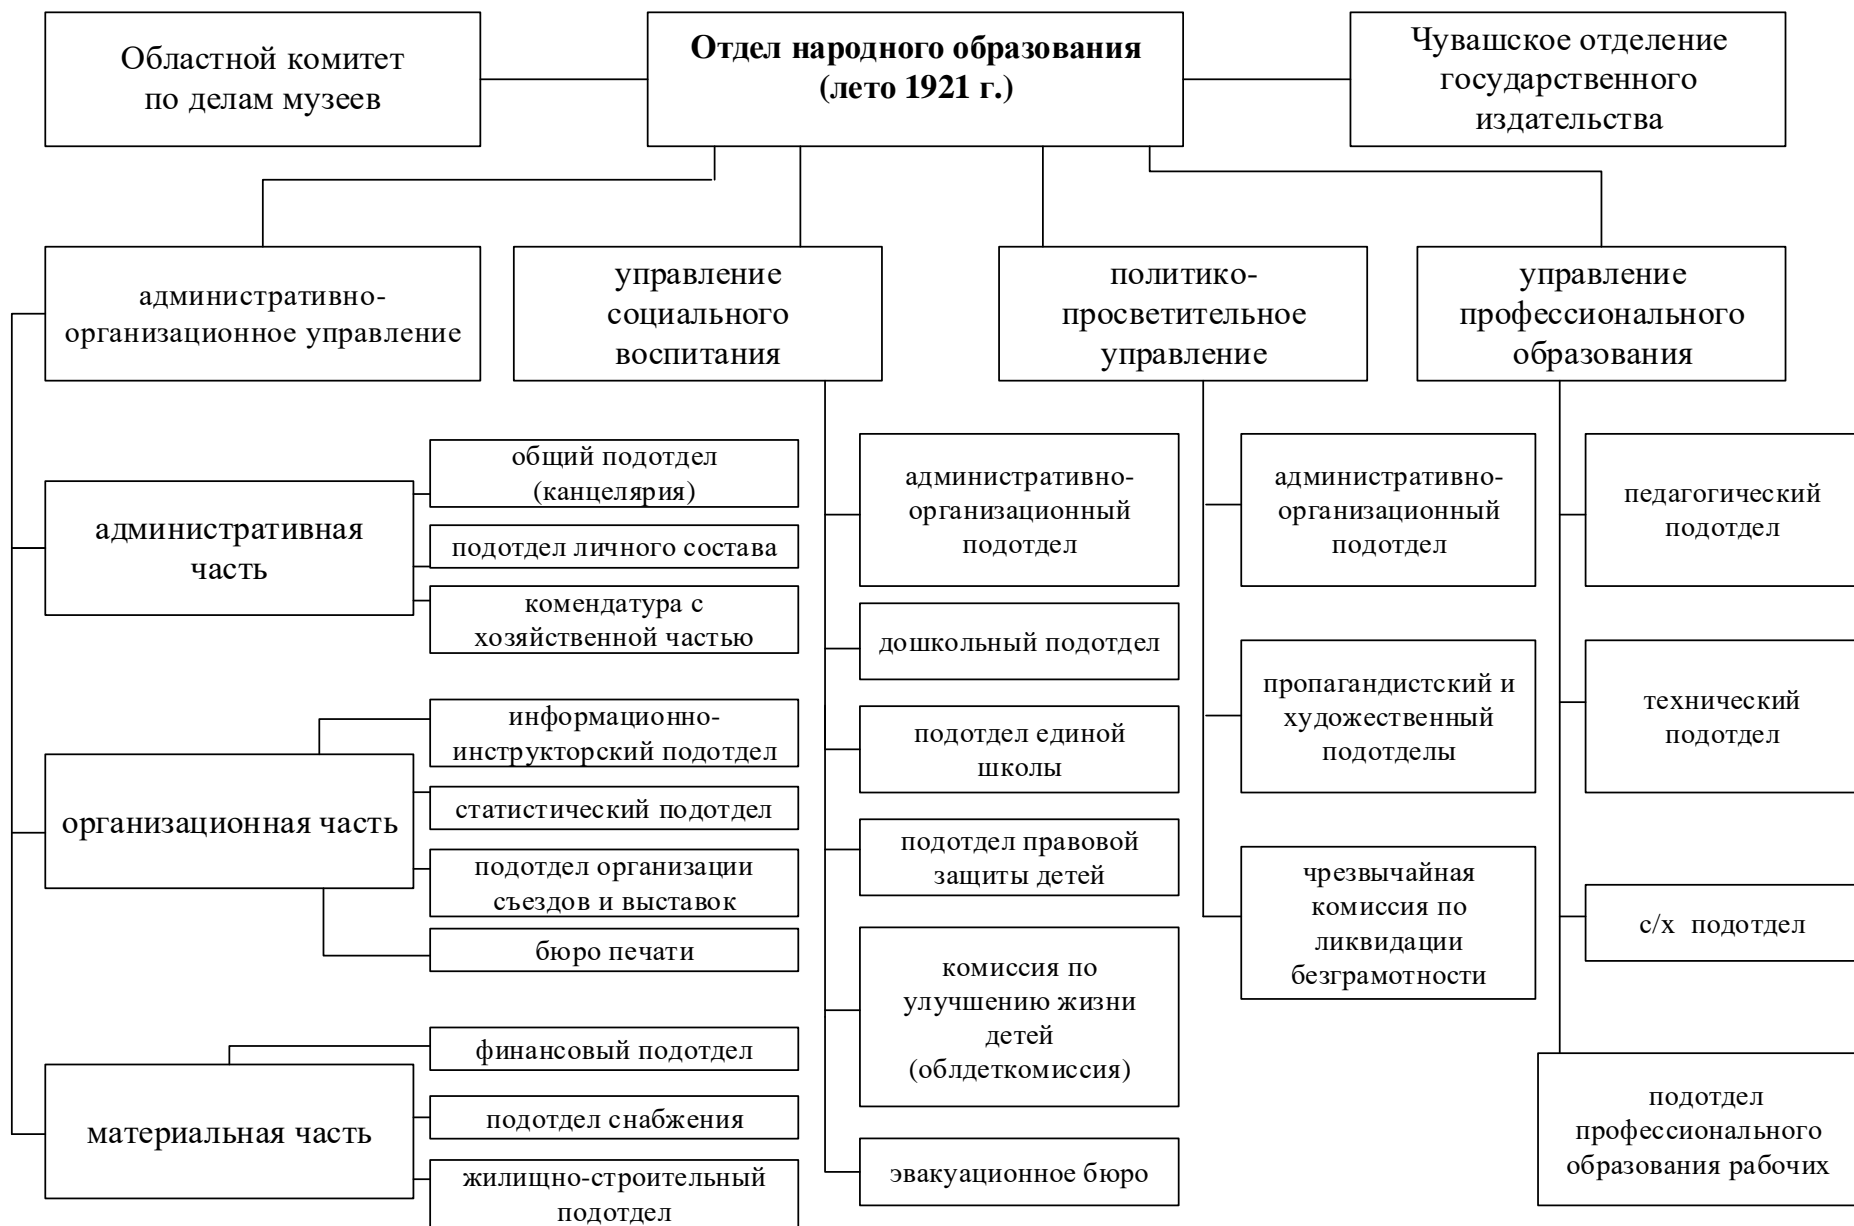 Областной комитет
по делам музеев
Отдел народного образования
(лето 1921 г.)
Чувашское отделение
государственного
издательства
административно-
организационное управление
управление
социального
воспитания
политико-
просветительное
управление
управление
профессионального
образования
административная
часть
общий подотдел
(канцелярия)
подотдел личного состава
комендатура с
хозяйственной частью
организационная часть
информационно-
инструкторский подотдел
статистический подотдел
подотдел организации
съездов и выставок
бюро печати
материальная часть
финансовый подотдел
подотдел снабжения
жилищно-строительный
подотдел
административно-
организационный
подотдел
дошкольный подотдел
подотдел единой
школы
подотдел правовой
защиты детей
комиссия по
улучшению жизни
детей
(облдеткомиссия)
эвакуационное бюро
административно-
организационный
подотдел
пропагандистский и
художественный
подотделы
чрезвычайная
комиссия по
ликвидации
безграмотности
педагогический
подотдел
технический
подотдел
с/х подотдел
подотдел
профессионального
образования рабочих